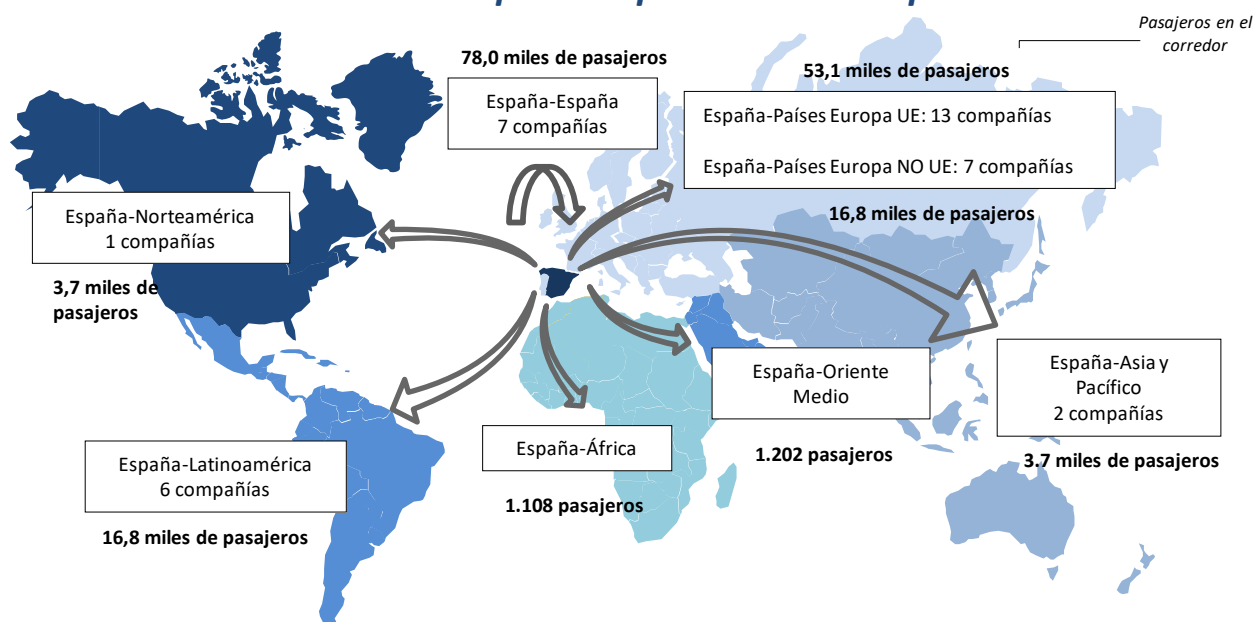 Pasajeros en el
corredor
78,0 miles de pasajeros
España-España
7 compañías
53,1 miles de pasajeros
España-Países Europa UE: 13 compañías
España-Países Europa NO UE: 7 compañías
16,8 miles de pasajeros
España-Norteamérica
1 compañías
3,7 miles de
pasajeros
España-Oriente
Medio
1.202 pasajeros
España-Asia y
Pacífico
2 compañías
3.7 miles de pasajeros
España-África
1.108 pasajeros
España-Latinoamérica
6 compañías
16,8 miles de pasajeros